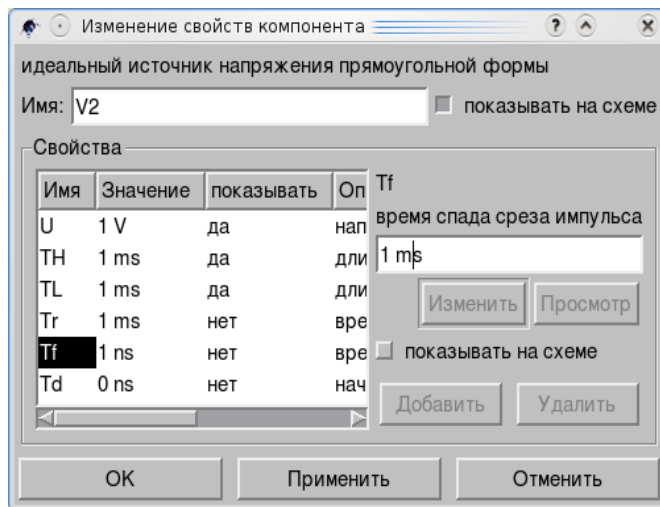 Изменение свойств компонента
идеальный источник напряжения прямоугольной формы
Имя: V2 показывать на схеме
Свойства
Имя Значение показывать Оп
U 1 V да нап
TH 1 ms да дли
TL 1 ms да дли
Tr 1 ms нет вре
Tf 1 ns нет вре
Td 0 ns нет нач
Tf
время спада среза импульса
1 ms
Изменить Просмотр
показывать на схеме
Добавить Удалить
OK Применить Отменить